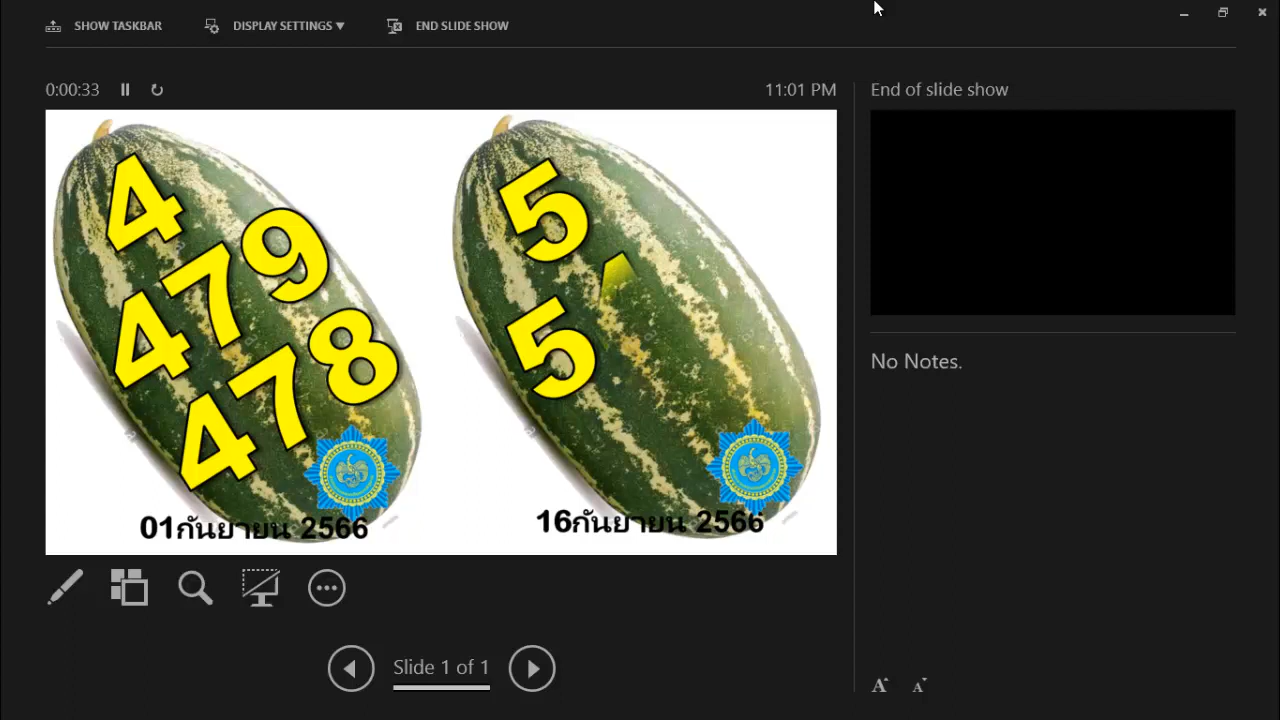 SHOW TASKBAR
DISPLAY SETTINGS ▼
END SLIDE SHOW
0:00:33
11:01 PM
End of slide show
4
479
478
01กันยายน 2566
5
5
16กันยายน 2566
No Notes.
Slide 1 of 1
A
A